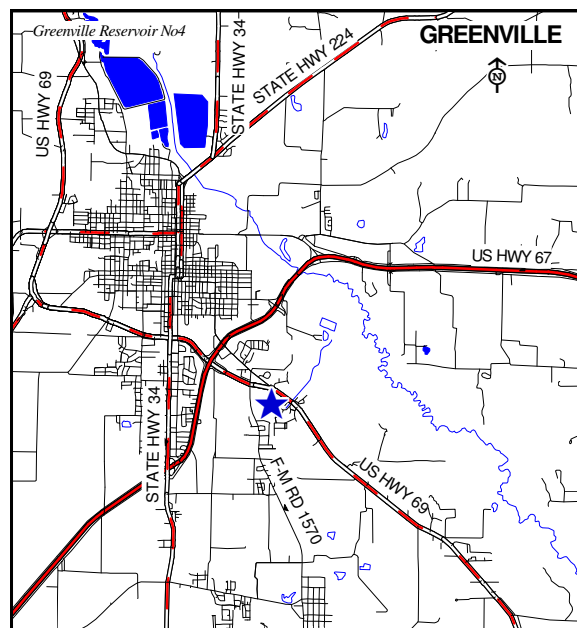 Greenville Reservoir No4
GREENVILLE
N
STATE HWY 34
STATE HWY 224
US HWY 69
US HWY 67
STATE HWY 34
F-M RD 1570
US HWY 69